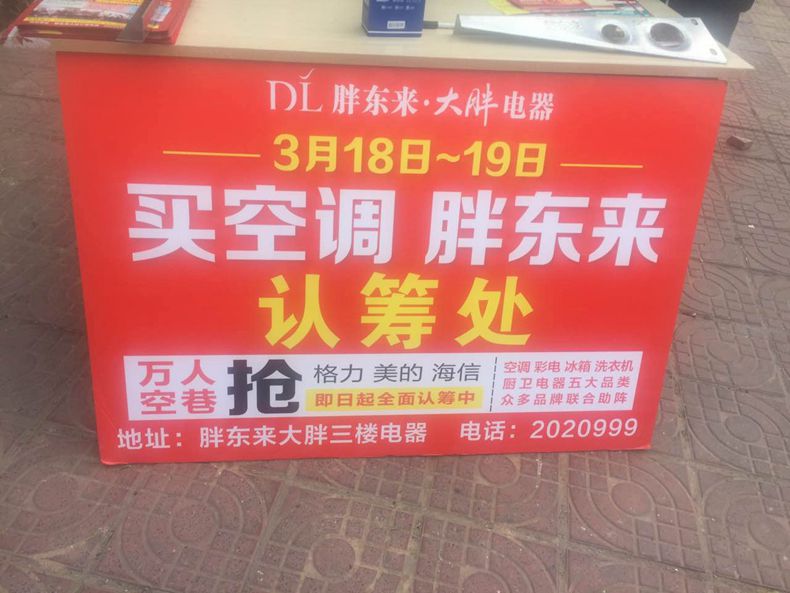 DL 胖东来·大胖电器
3月18日~19日
买空调 胖东来
认筹处
万人
空巷
抢
格力 美的 海信
即日起全面认筹中
空调 彩电 冰箱 洗衣机
厨卫电器五大品类
众多品牌联合助阵
地址：胖东来大胖三楼电器 电话：2020999